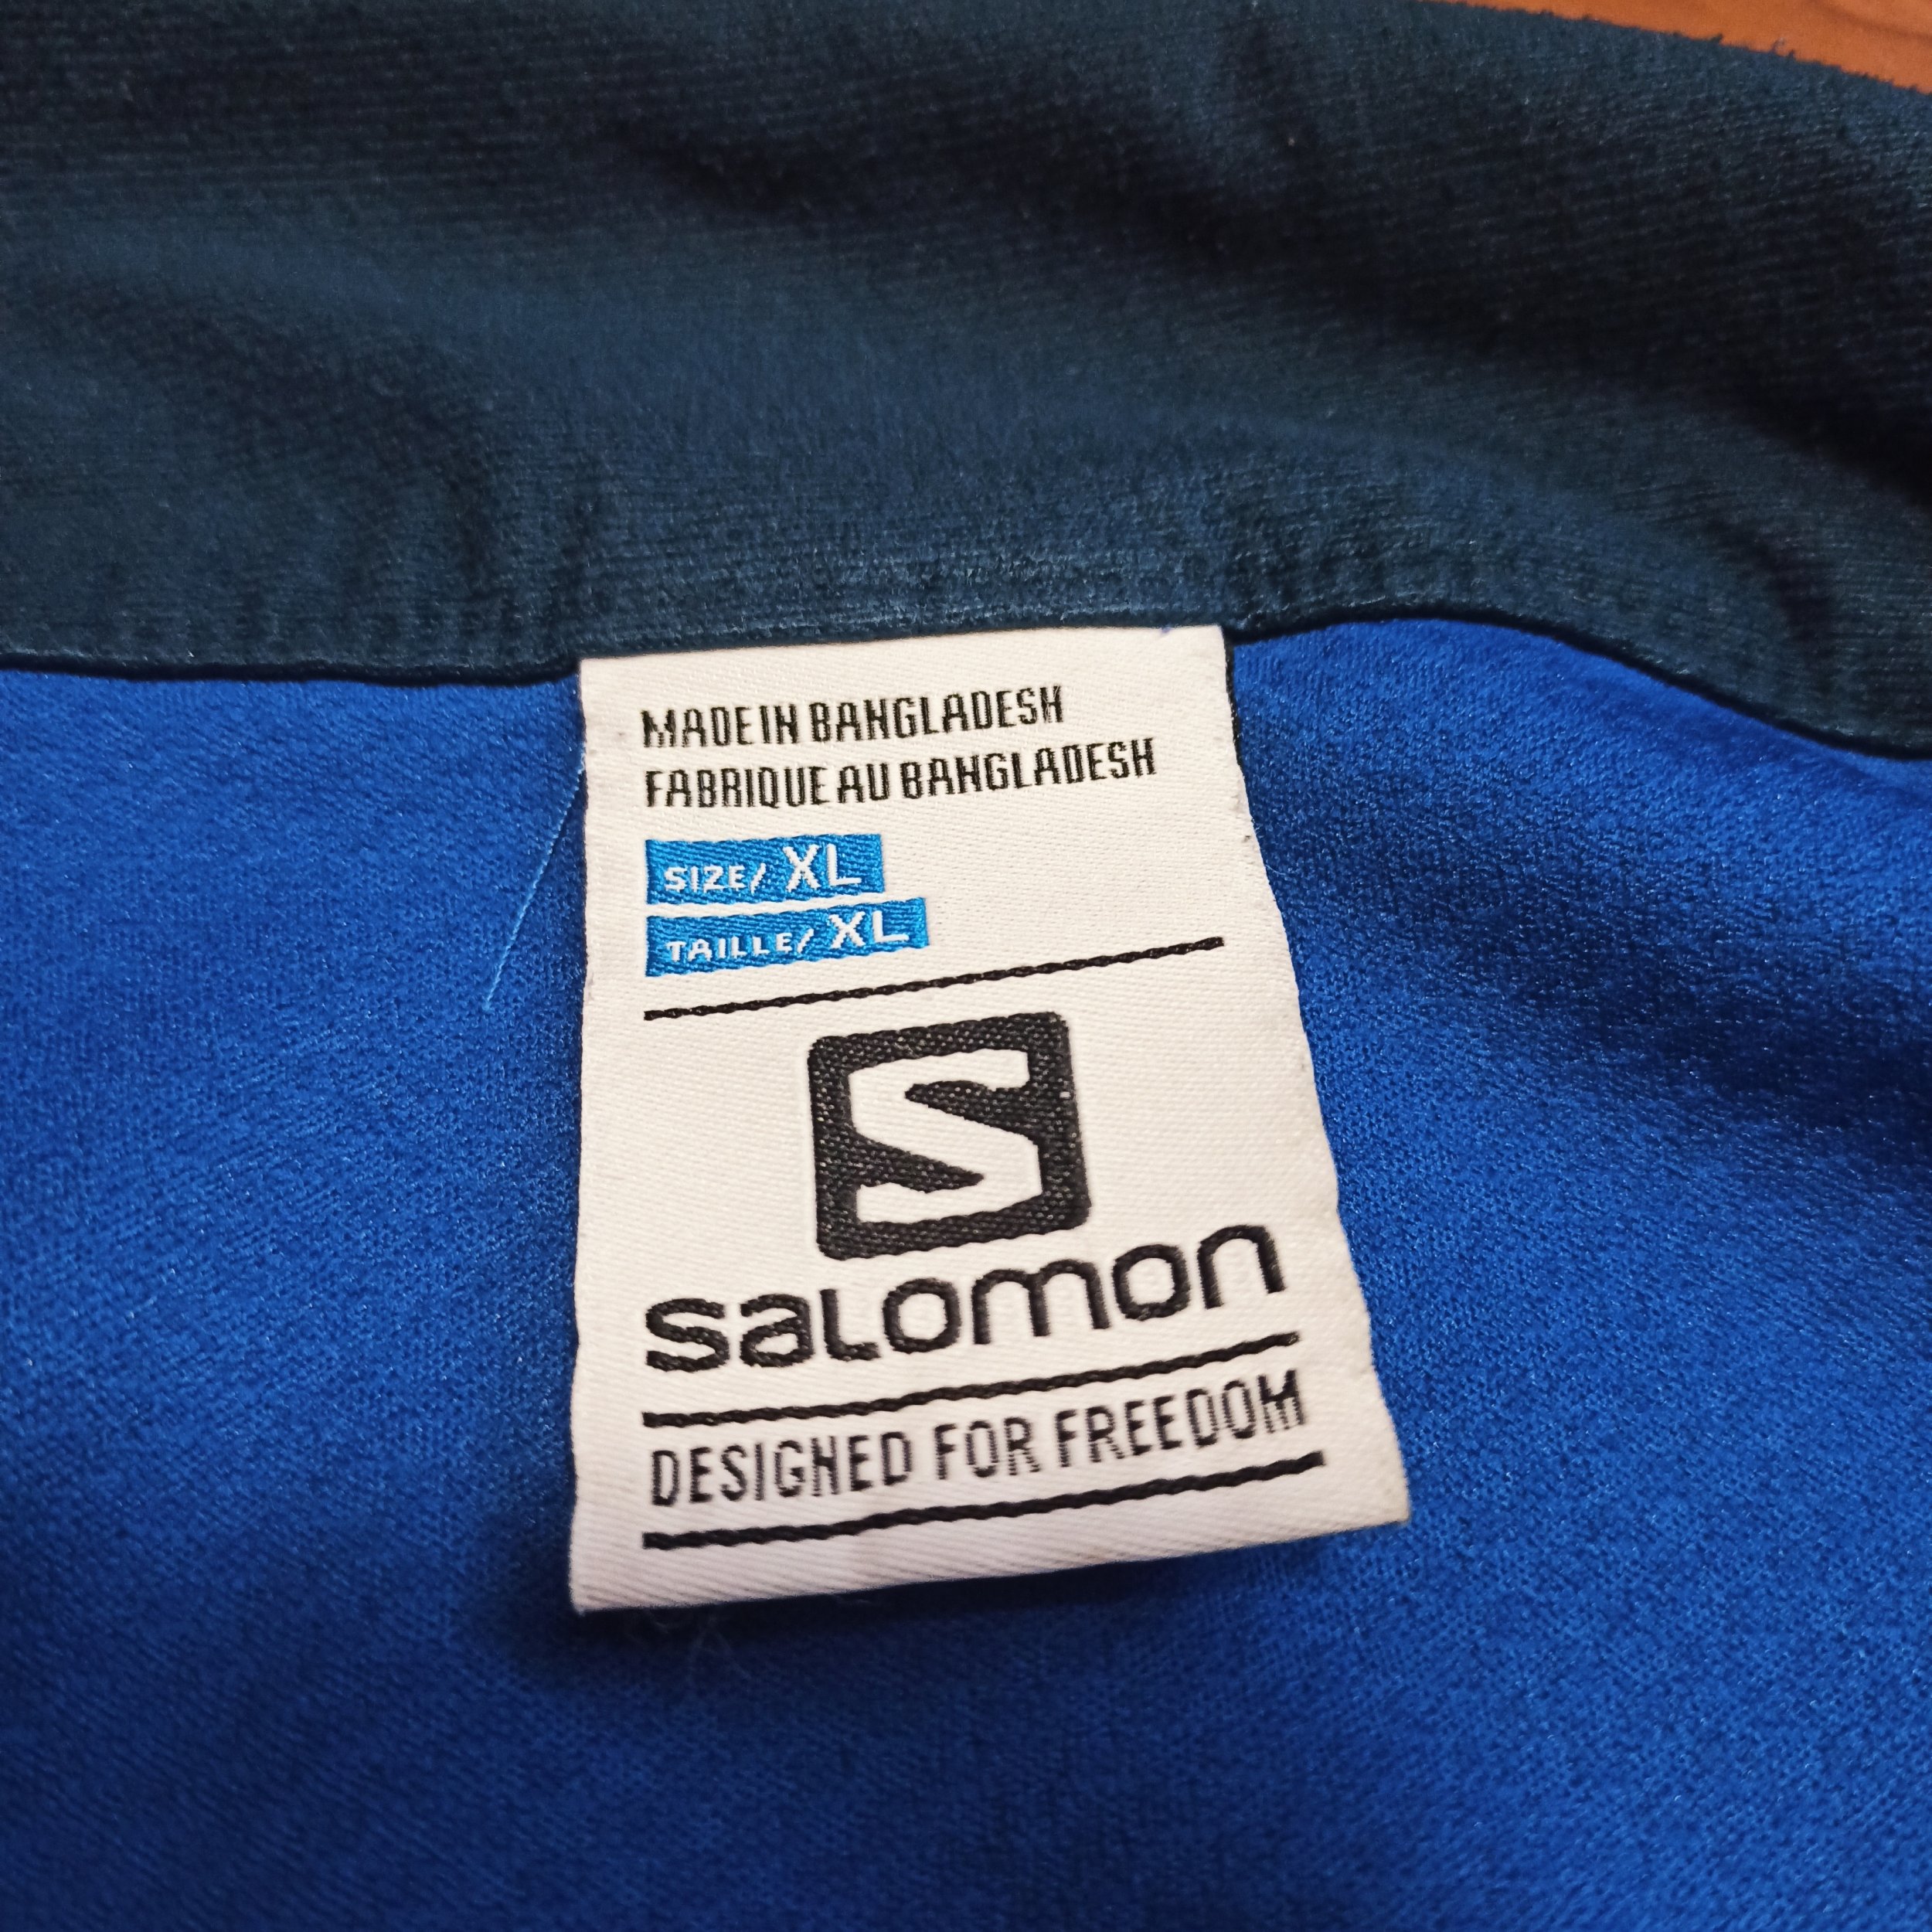 MADE IN BANGLADESH
FABRIQUE AU BANGLADESH
SIZE/ XL
TAILLE/ XL
S
salomon
DESIGNED FOR FREEDOM